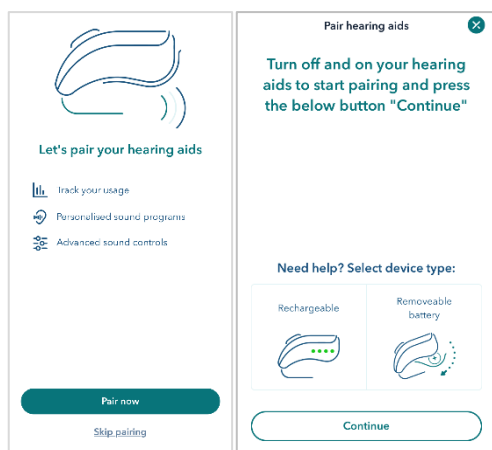 Let's pair your hearing aids
Track your usage
Personalised sound programs
Advanced sound controls
Pair now
Skip pairing
Pair hearing aids
Turn off and on your hearing
aids to start pairing and press
the below button "Continue"
Need help? Select device type:
Rechargeable
Removeable
battery
Continue